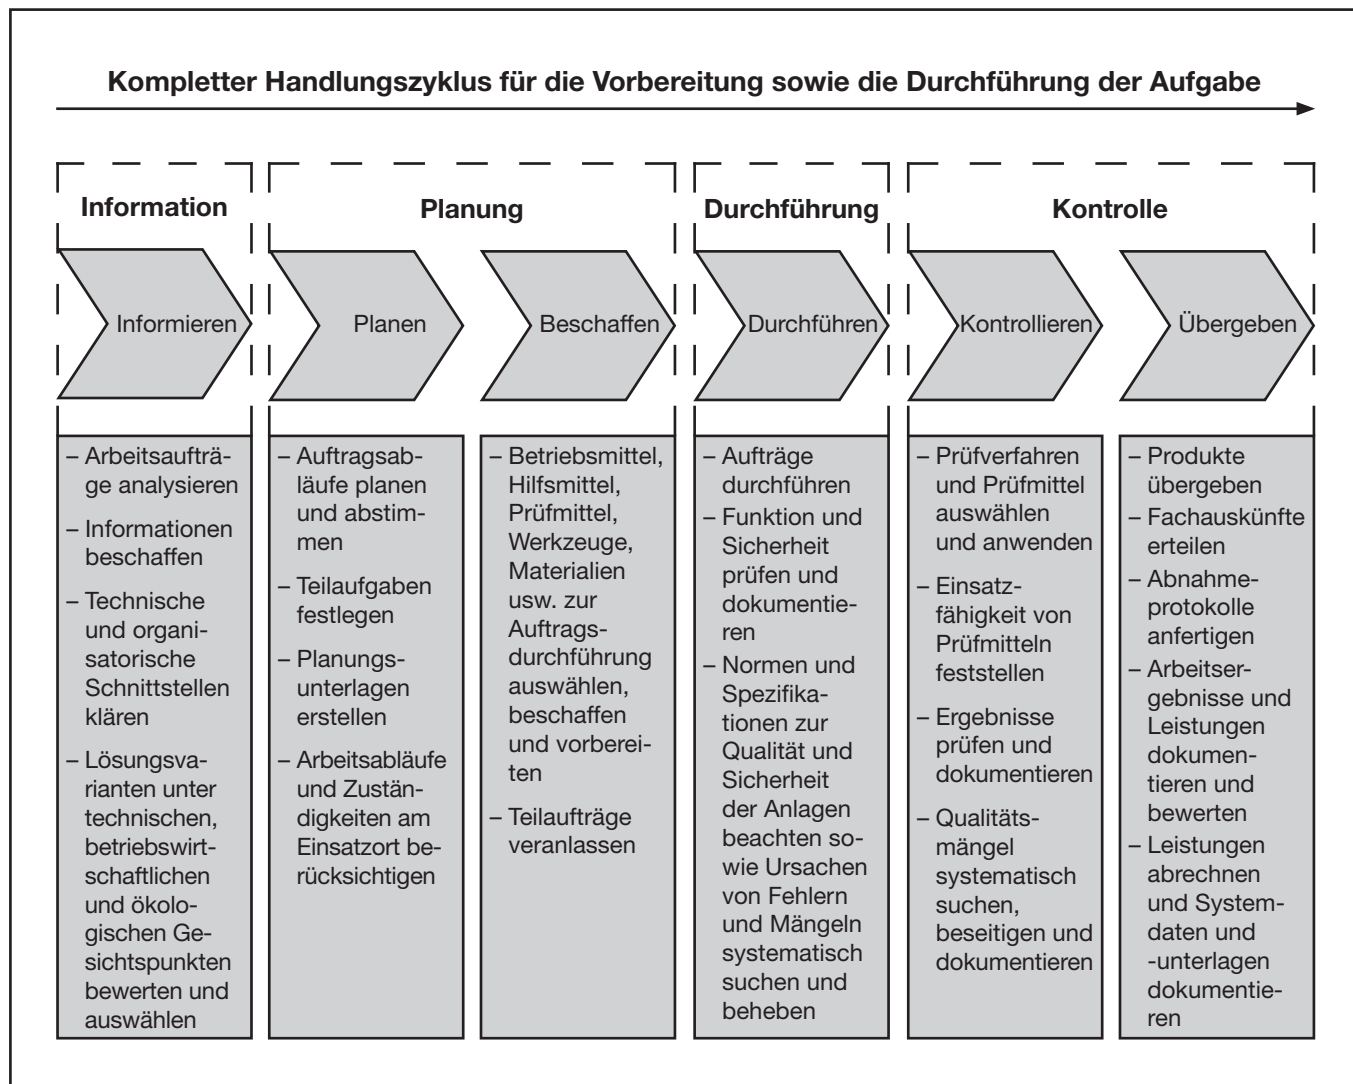 Kompletter Handlungszyklus für die Vorbereitung sowie die Durchführung der Aufgabe
Information
Planung
Durchführung
Kontrolle
Informieren
Planen
Beschaffen
Durchführen
Kontrollieren
Übergeben
– Arbeitsaufträ-
ge analysieren
– Informationen
beschaffen
– Technische
und organi-
satorische
Schnittstellen
klären
– Lösungsva-
rianten unter
technischen,
betriebswirt-
schaftlichen
und ökolo-
gischen Ge-
sichtspunkten
bewerten und
auswählen
– Auftragsab-
läufe planen
und abstim-
men
– Teilaufgaben
festlegen
– Planungs-
unterlagen
erstellen
– Arbeitsabläufe
und Zustän-
digkeiten am
Einsatzort be-
rücksichtigen
– Betriebsmittel,
Hilfsmittel,
Prüfmittel,
Werkzeuge,
Materialien
usw. zur
Auftrags-
durchführung
auswählen,
beschaffen
und vorberei-
ten
– Teilaufträge
veranlassen
– Aufträge
durchführen
– Funktion und
Sicherheit
prüfen und
dokumentie-
ren
– Normen und
Spezifika-
tionen zur
Qualität und
Sicherheit
der Anlagen
beachten so-
wie Ursachen
von Fehlern
und Mängeln
systematisch
suchen und
beheben
– Prüfverfahren
und Prüfmittel
auswählen
und anwenden
– Einsatz-
fähigkeit von
Prüfmitteln
feststellen
– Ergebnisse
prüfen und
dokumentieren
– Qualitäts-
mängel
systematisch
suchen,
beseitigen und
dokumentieren
– Produkte
übergeben
– Fachauskünfte
erteilen
– Abnahme-
protokolle
anfertigen
– Arbeitser-
gebnisse und
Leistungen
dokumen-
tieren und
bewerten
– Leistungen
abrechnen
und System-
daten und
-unterlagen
dokumentie-
ren